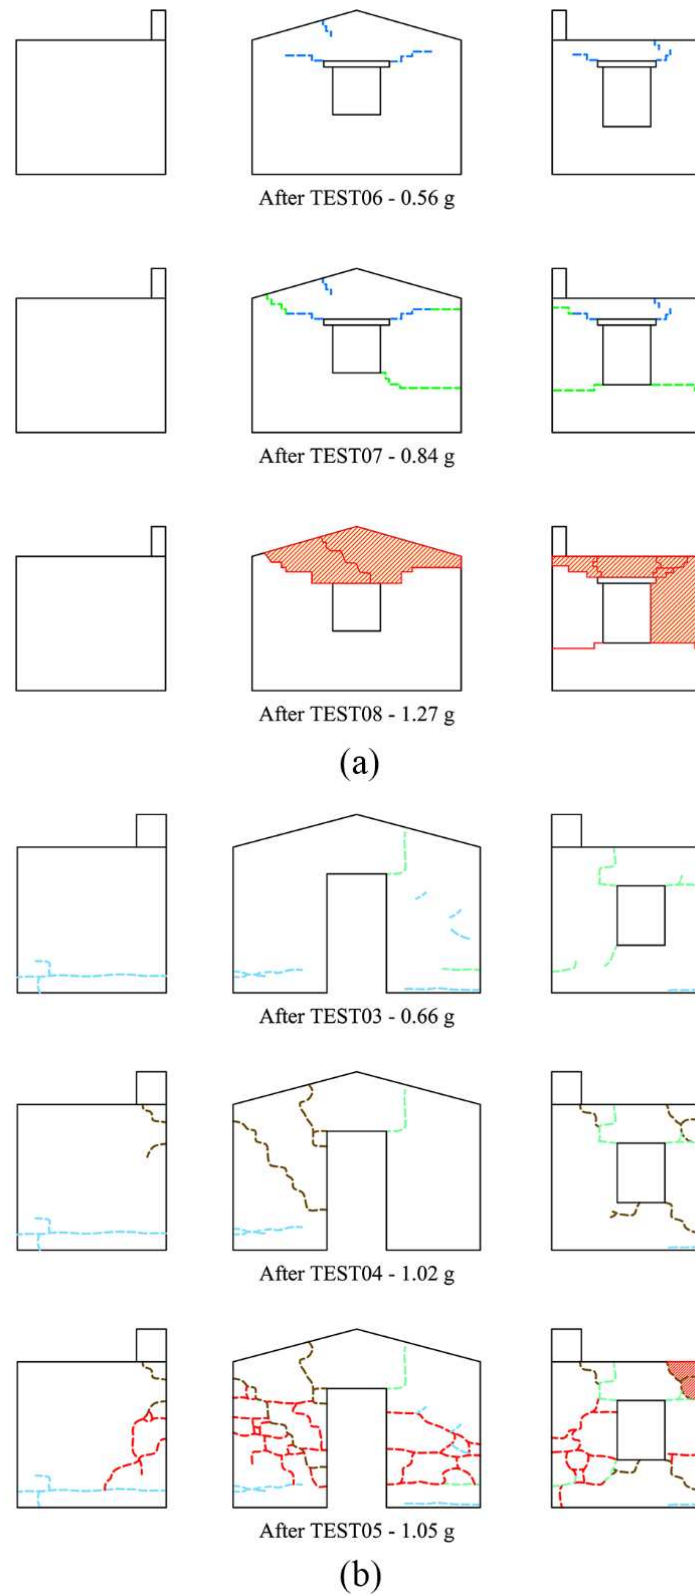 After TEST06 - 0.56 g
After TEST07 - 0.84 g
After TEST08 - 1.27 g
(a)
After TEST03 - 0.66 g
After TEST04 - 1.02 g
After TEST05 - 1.05 g
(b)